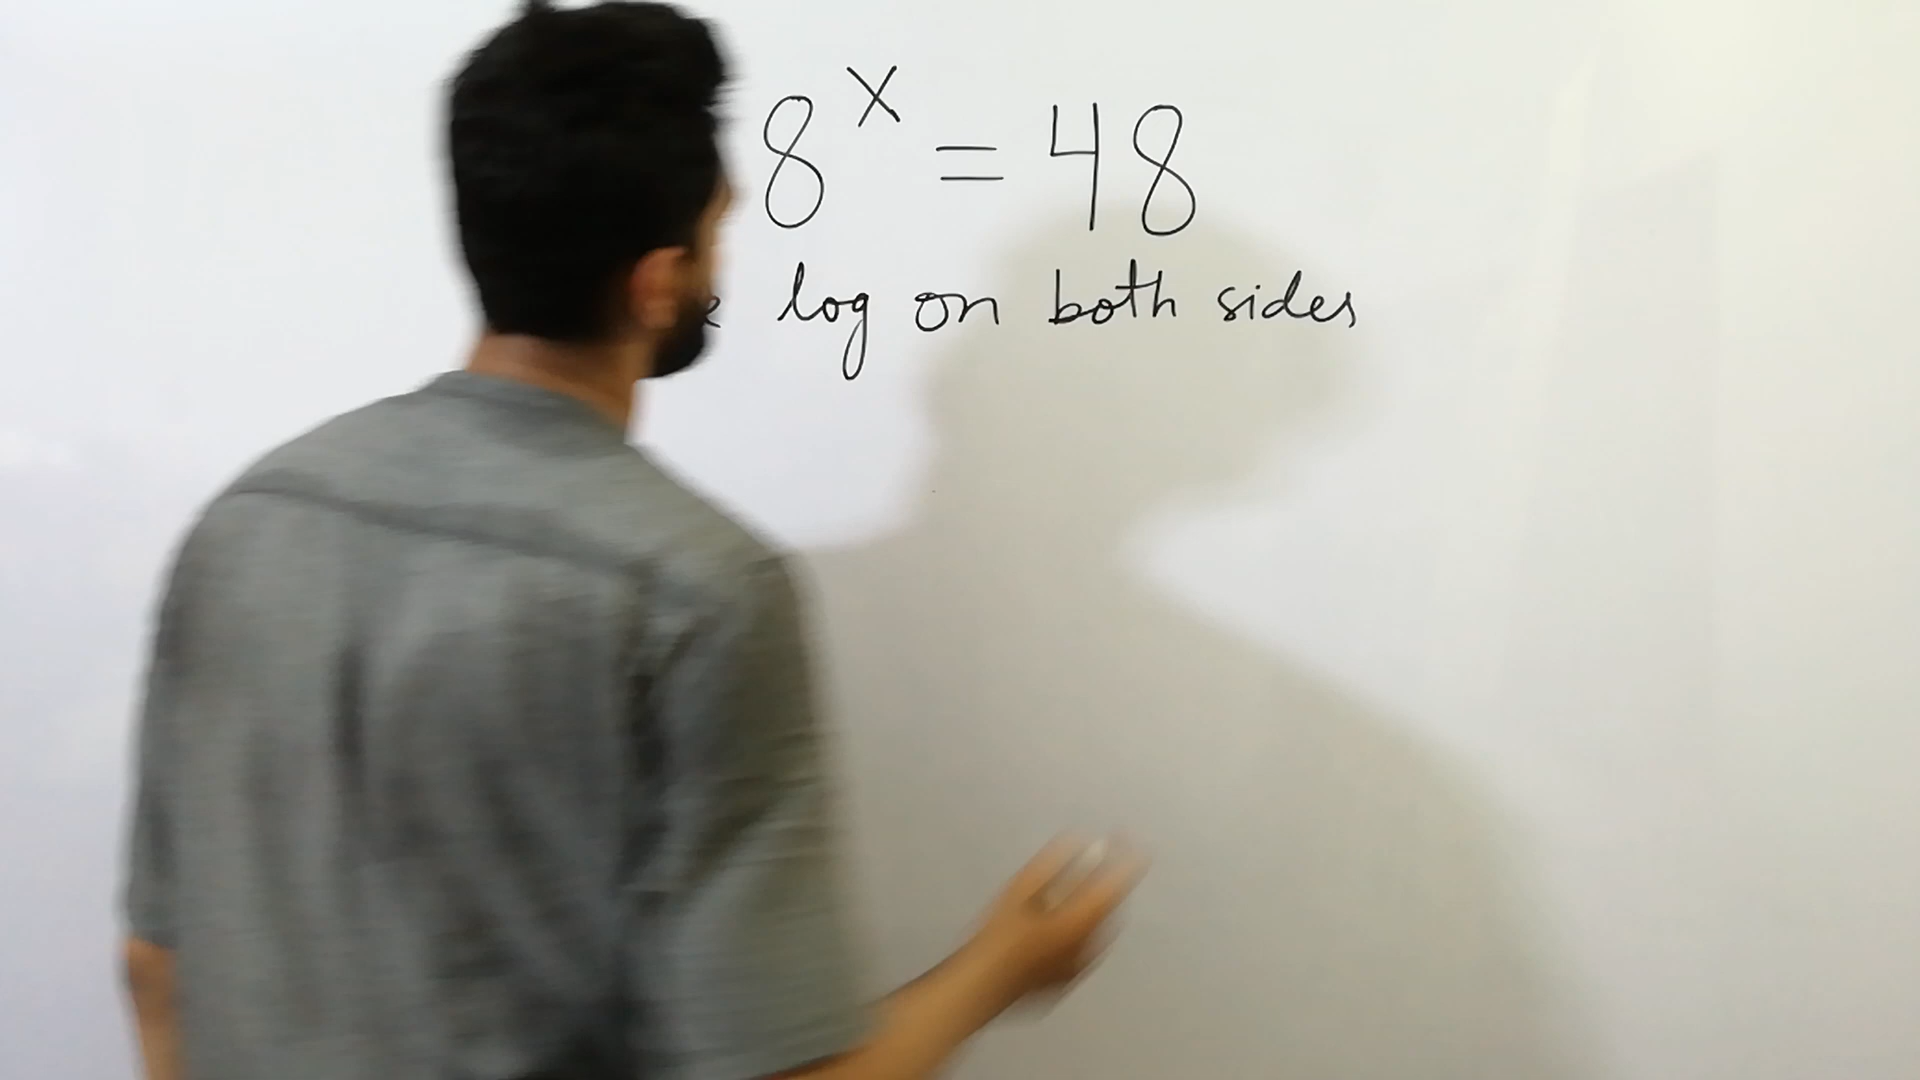 8^x = 48
log on both sides